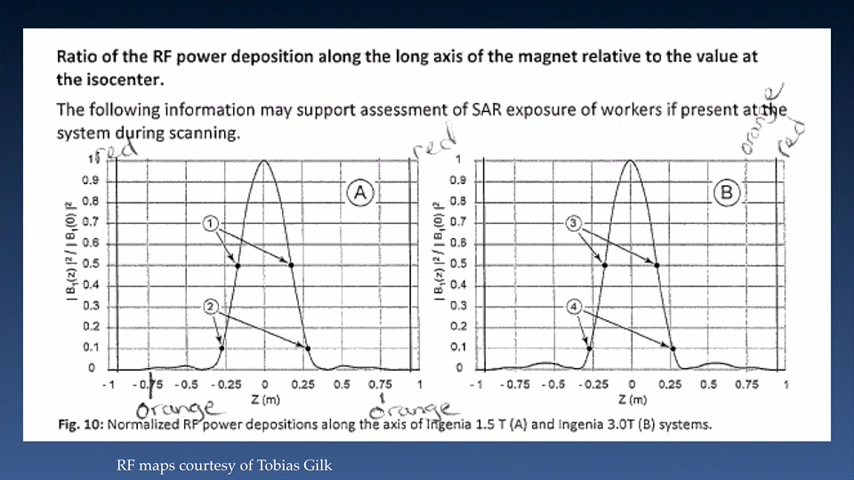 Ratio of the RF power deposition along the long axis of the magnet relative to the value at
the isocenter.
The following information may support assessment of SAR exposure of workers if present at the
system during scanning.
red
red
orange
red
1
0.9
0.8
0.7
0.6
0.5
0.4
0.3
0.2
0.1
0
| B₁(z) |² / | B₁(0) |²
A
1
2
-1 -0.75 -0.5 -0.25 0 0.25 0.5 0.75 1
Z (m)
orange
orange
1
0.9
0.8
0.7
0.6
0.5
0.4
0.3
0.2
0.1
0
| B₁(z) |² / | B₁(0) |²
B
3
4
-1 -0.75 -0.5 -0.25 0 0.25 0.5 0.75 1
Z (m)
Fig. 10: Normalized RF power depositions along the axis of Ingenia 1.5 T (A) and Ingenia 3.0T (B) systems.
RF maps courtesy of Tobias Gilk